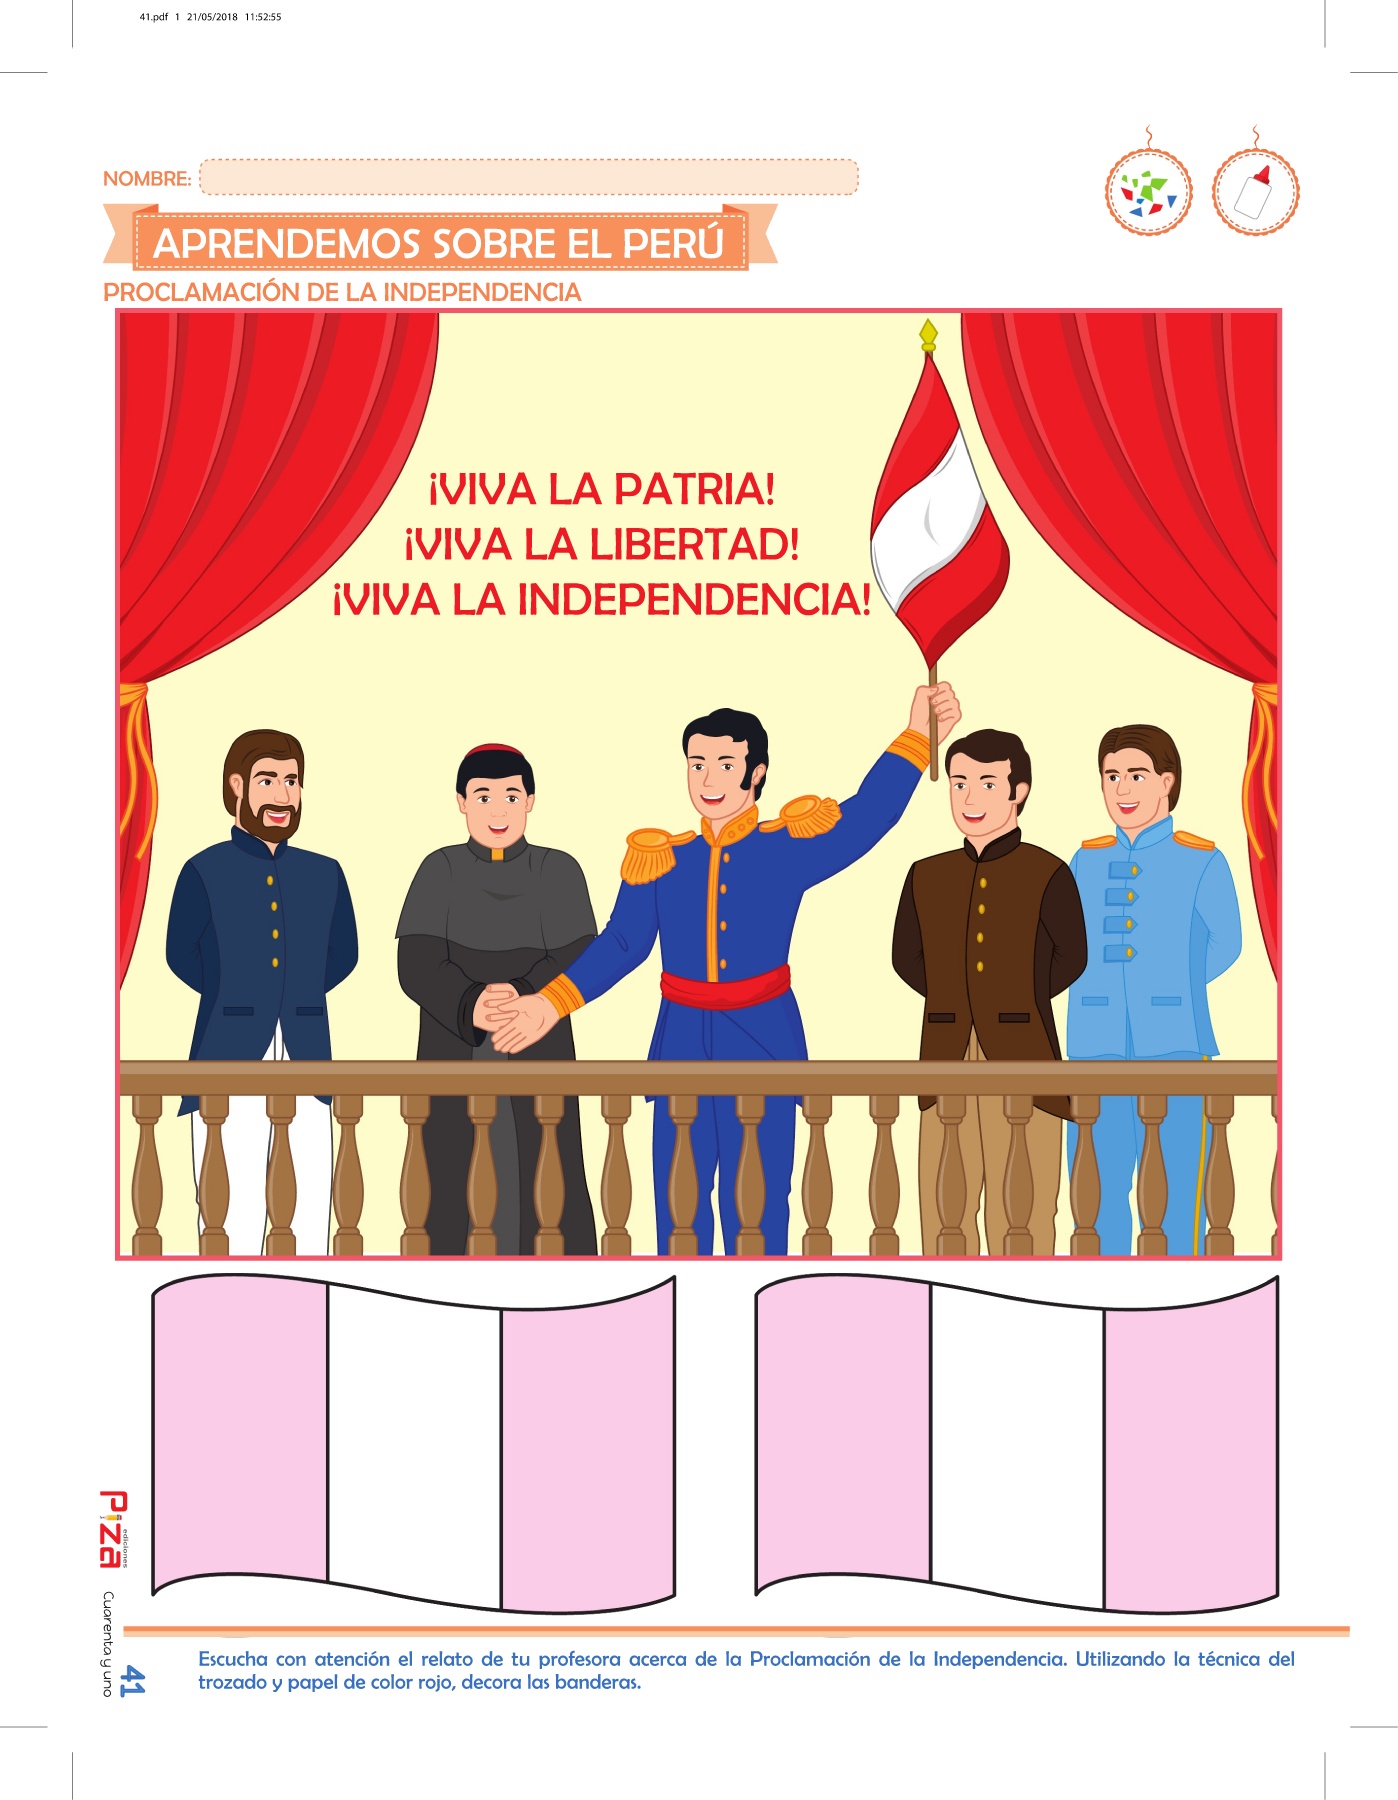 41.pdf 1 21/05/2018 11:52:55
NOMBRE:
APRENDEMOS SOBRE EL PERÚ
PROCLAMACIÓN DE LA INDEPENDENCIA
¡VIVA LA PATRIA!
¡VIVA LA LIBERTAD!
¡VIVA LA INDEPENDENCIA!
Piza
ediciones
Cuarenta y uno
41
Escucha con atención el relato de tu profesora acerca de la Proclamación de la Independencia. Utilizando la técnica del
trozado y papel de color rojo, decora las banderas.